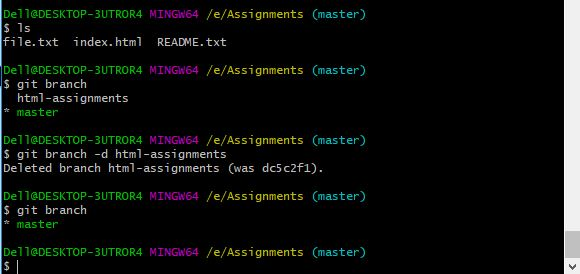 Dell@DESKTOP-3UTROR4 MINGW64 /e/Assignments (master)
$ ls
file.txt  index.html  README.txt
Dell@DESKTOP-3UTROR4 MINGW64 /e/Assignments (master)
$ git branch
  html-assignments
* master
Dell@DESKTOP-3UTROR4 MINGW64 /e/Assignments (master)
$ git branch -d html-assignments
Deleted branch html-assignments (was dc5c2f1).
Dell@DESKTOP-3UTROR4 MINGW64 /e/Assignments (master)
$ git branch
* master
Dell@DESKTOP-3UTROR4 MINGW64 /e/Assignments (master)
$